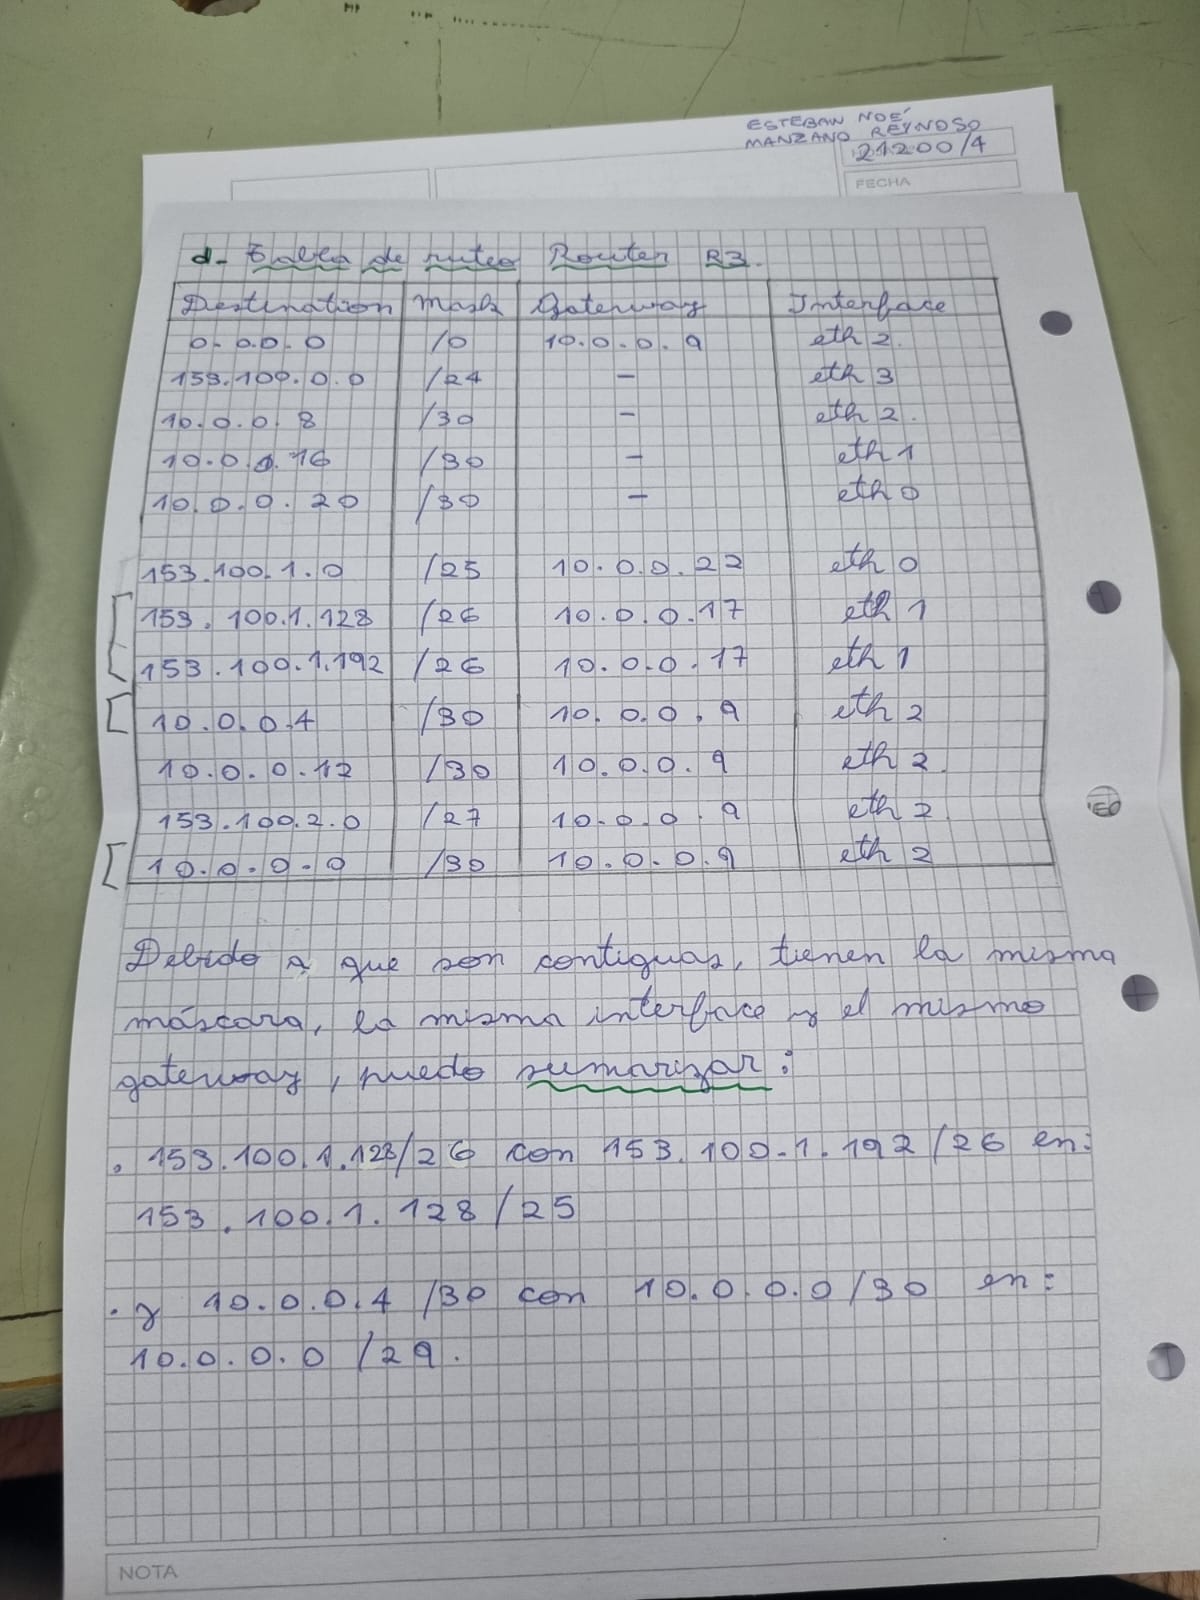 ESTEBAN NOÉ
MANZANO REYNOSO
21200/4
FECHA
d- Tabla de ruteo Router R3.
Destination Mask Gateway Interface
0.0.0.0 /0 10.0.0.9 eth 2.
153.100.0.0 /24 - eth 3
10.0.0.8 /30 - eth 2.
10.0.0.16 /30 - eth 1
10.0.0.20 /30 - eth 0
153.100.1.0 /25 10.0.0.22 eth 0
153.100.1.128 /26 10.0.0.17 eth 1
153.100.1.192 /26 10.0.0.17 eth 1
10.0.0.4 /30 10.0.0.9 eth 2
10.0.0.12 /30 10.0.0.9 eth 2.
153.100.2.0 /27 10.0.0.9 eth 2
10.0.0.0 /30 10.0.0.9 eth 2
Debido a que son contiguas, tienen la misma
máscara, la misma interface y el mismo
gateway, puedo sumarizar:
. 153.100.1.128/26 con 153.100.1.192/26 en:
153.100.1.128/25
. y 10.0.0.4/30 con 10.0.0.0/30 en:
10.0.0.0/29.
NOTA